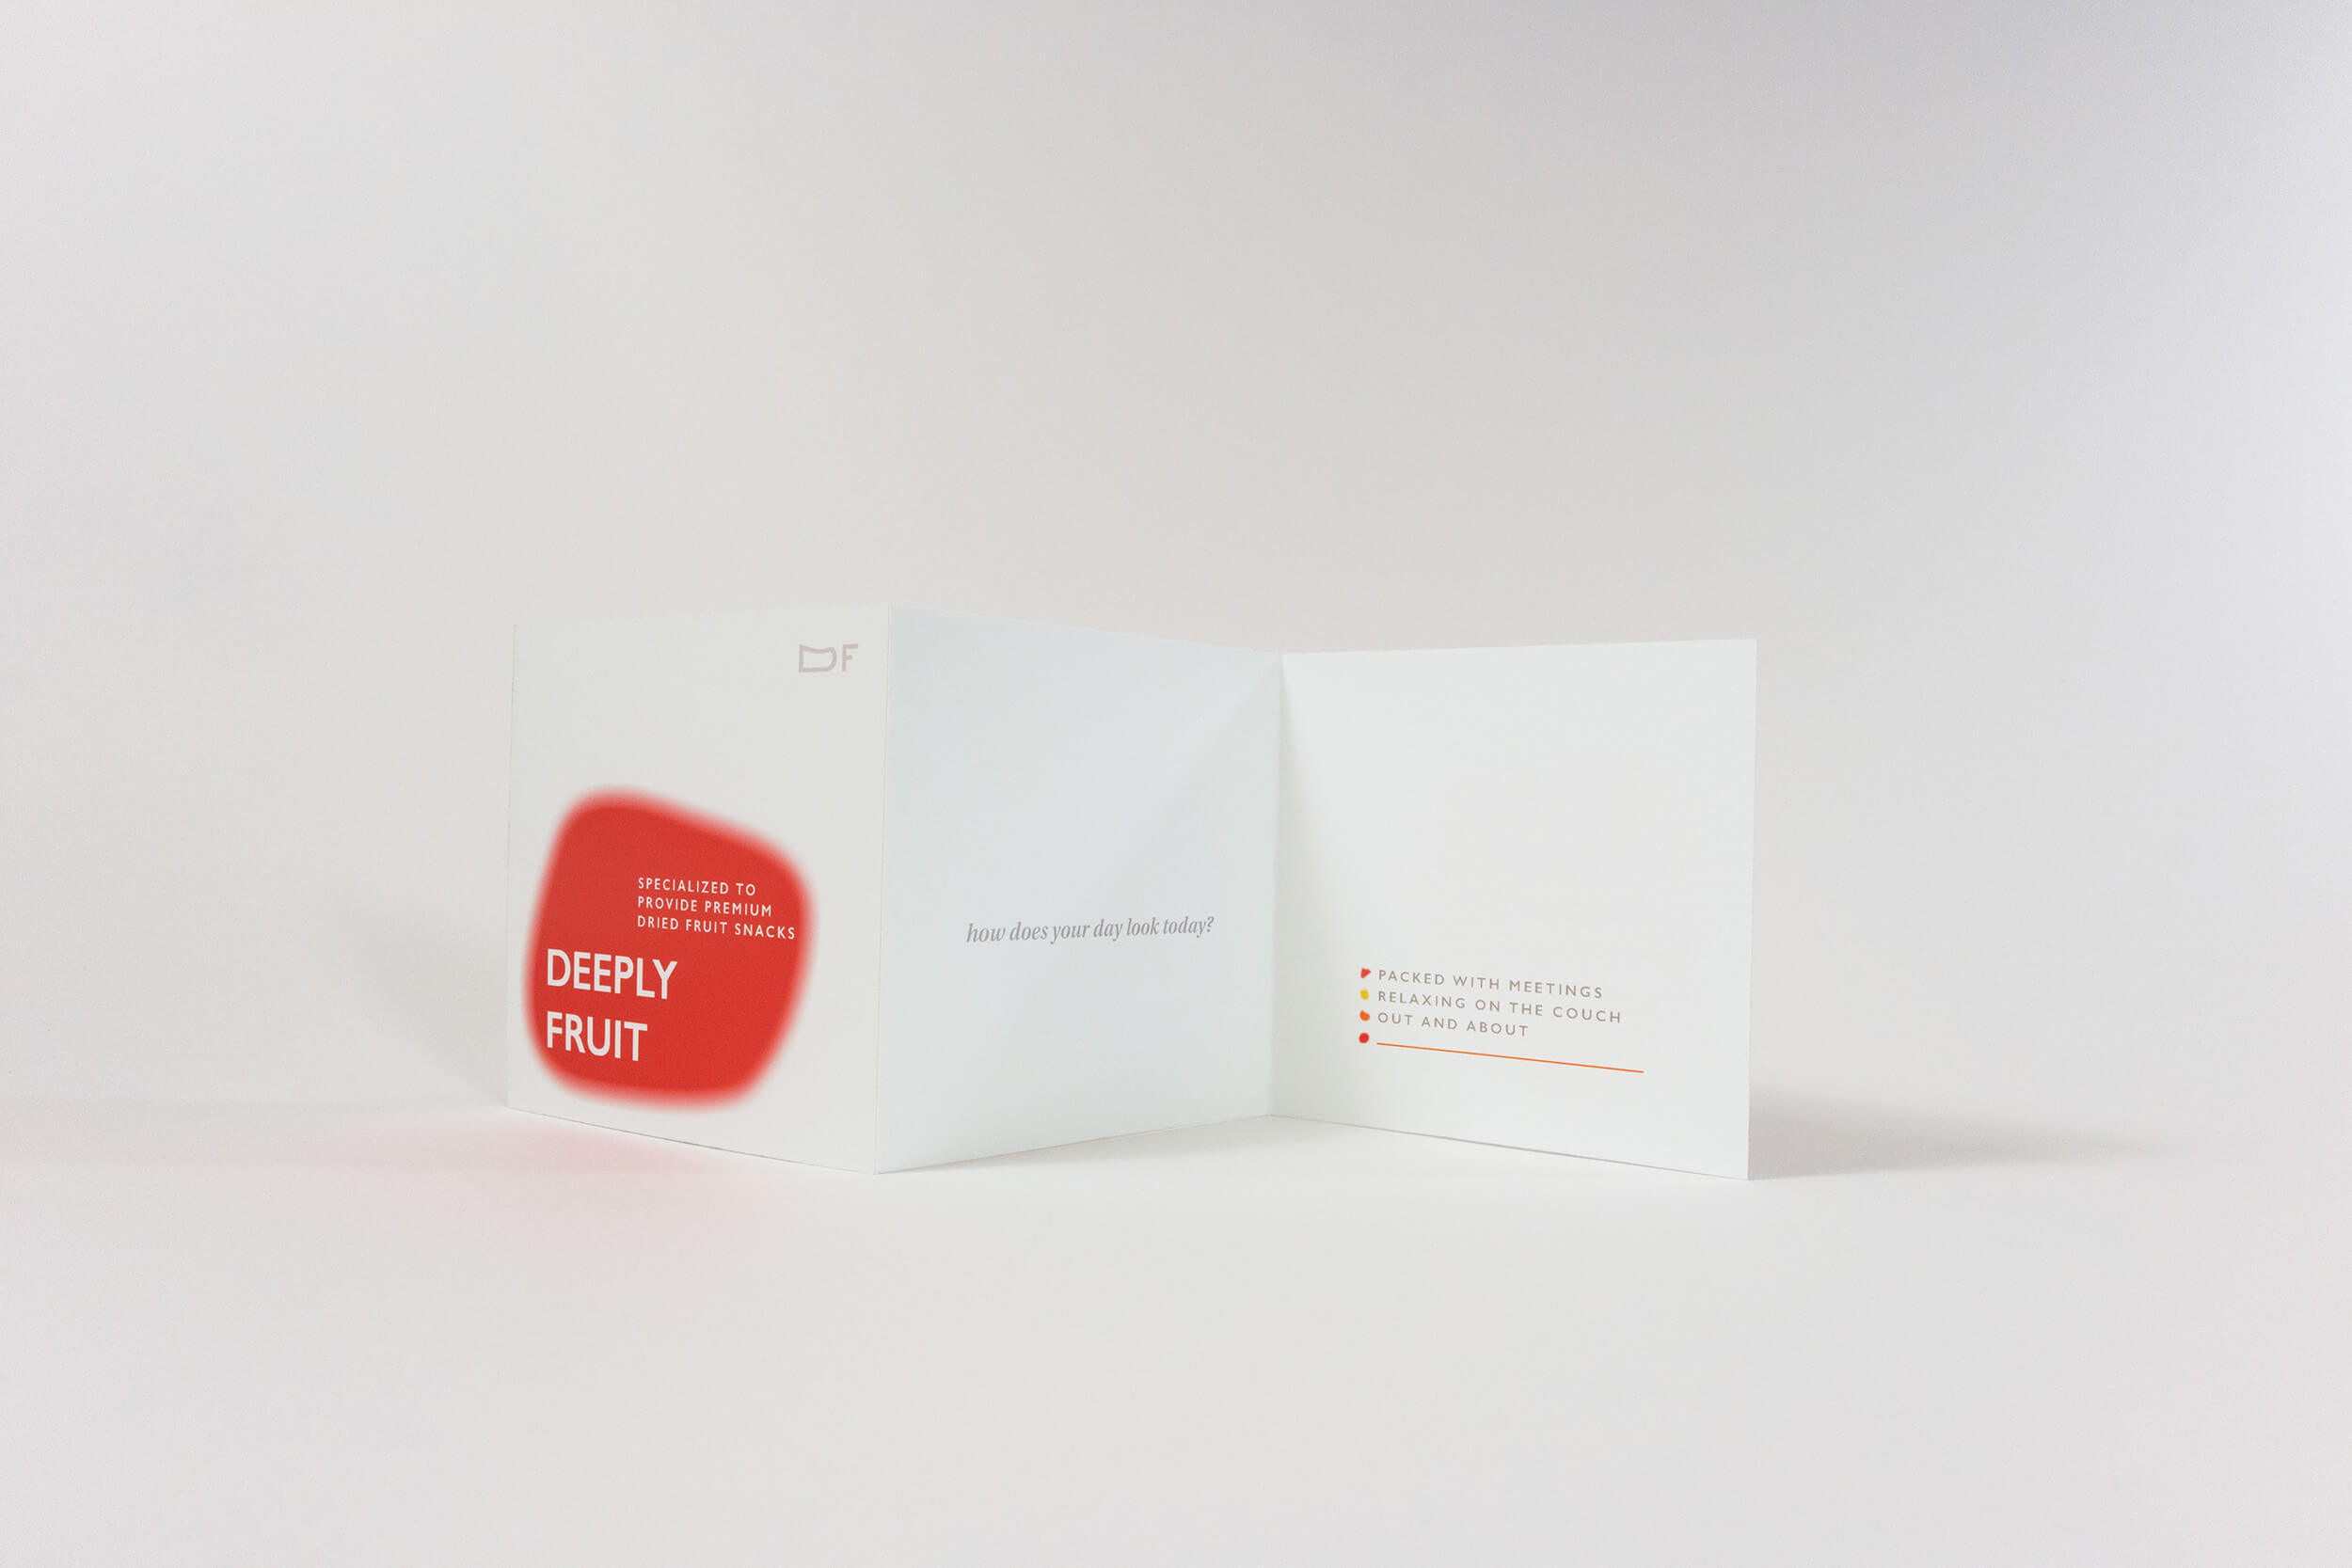 DF
SPECIALIZED TO
PROVIDE PREMIUM
DRIED FRUIT SNACKS
DEEPLY
FRUIT
how does your day look today?
PACKED WITH MEETINGS
RELAXING ON THE COUCH
OUT AND ABOUT